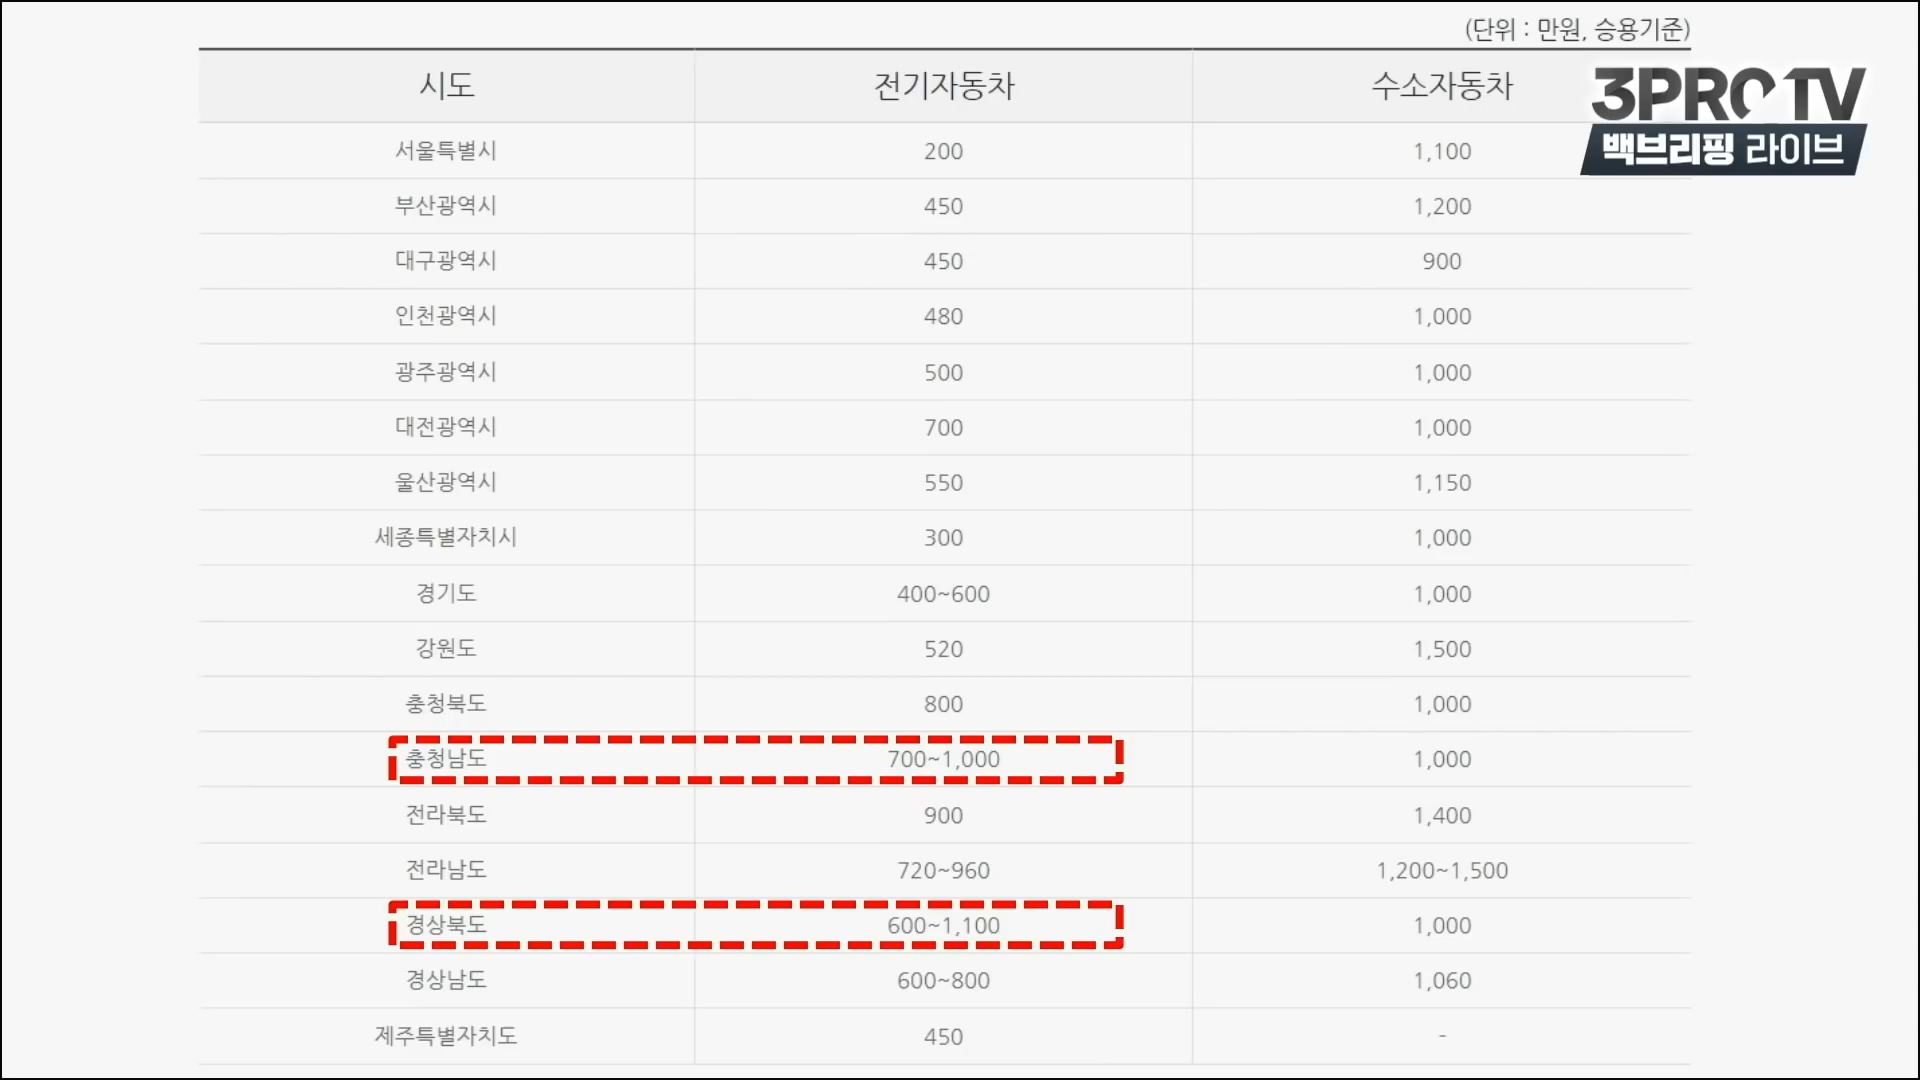 (단위 : 만원, 승용기준)
3PRO TV
백브리핑 라이브
시도 전기자동차 수소자동차
서울특별시 200 1,100
부산광역시 450 1,200
대구광역시 450 900
인천광역시 480 1,000
광주광역시 500 1,000
대전광역시 700 1,000
울산광역시 550 1,150
세종특별자치시 300 1,000
경기도 400~600 1,000
강원도 520 1,500
충청북도 800 1,000
충청남도 700~1,000 1,000
전라북도 900 1,400
전라남도 720~960 1,200~1,500
경상북도 600~1,100 1,000
경상남도 600~800 1,060
제주특별자치도 450 -